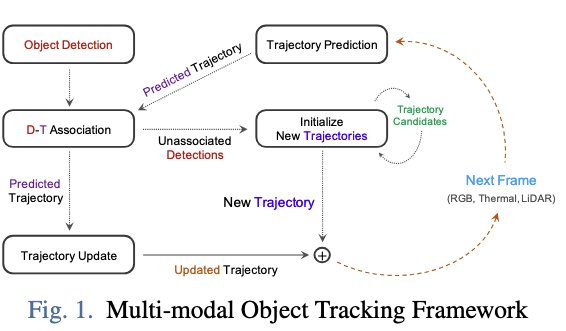 Object Detection
Trajectory Prediction
Predicted Trajectory
D-T Association
Initialize
New Trajectories
Trajectory
Candidates
Unassociated
Detections
Predicted
Trajectory
Next Frame
(RGB, Thermal, LiDAR)
New Trajectory
Trajectory Update
+
Updated Trajectory
Fig. 1. Multi-modal Object Tracking Framework